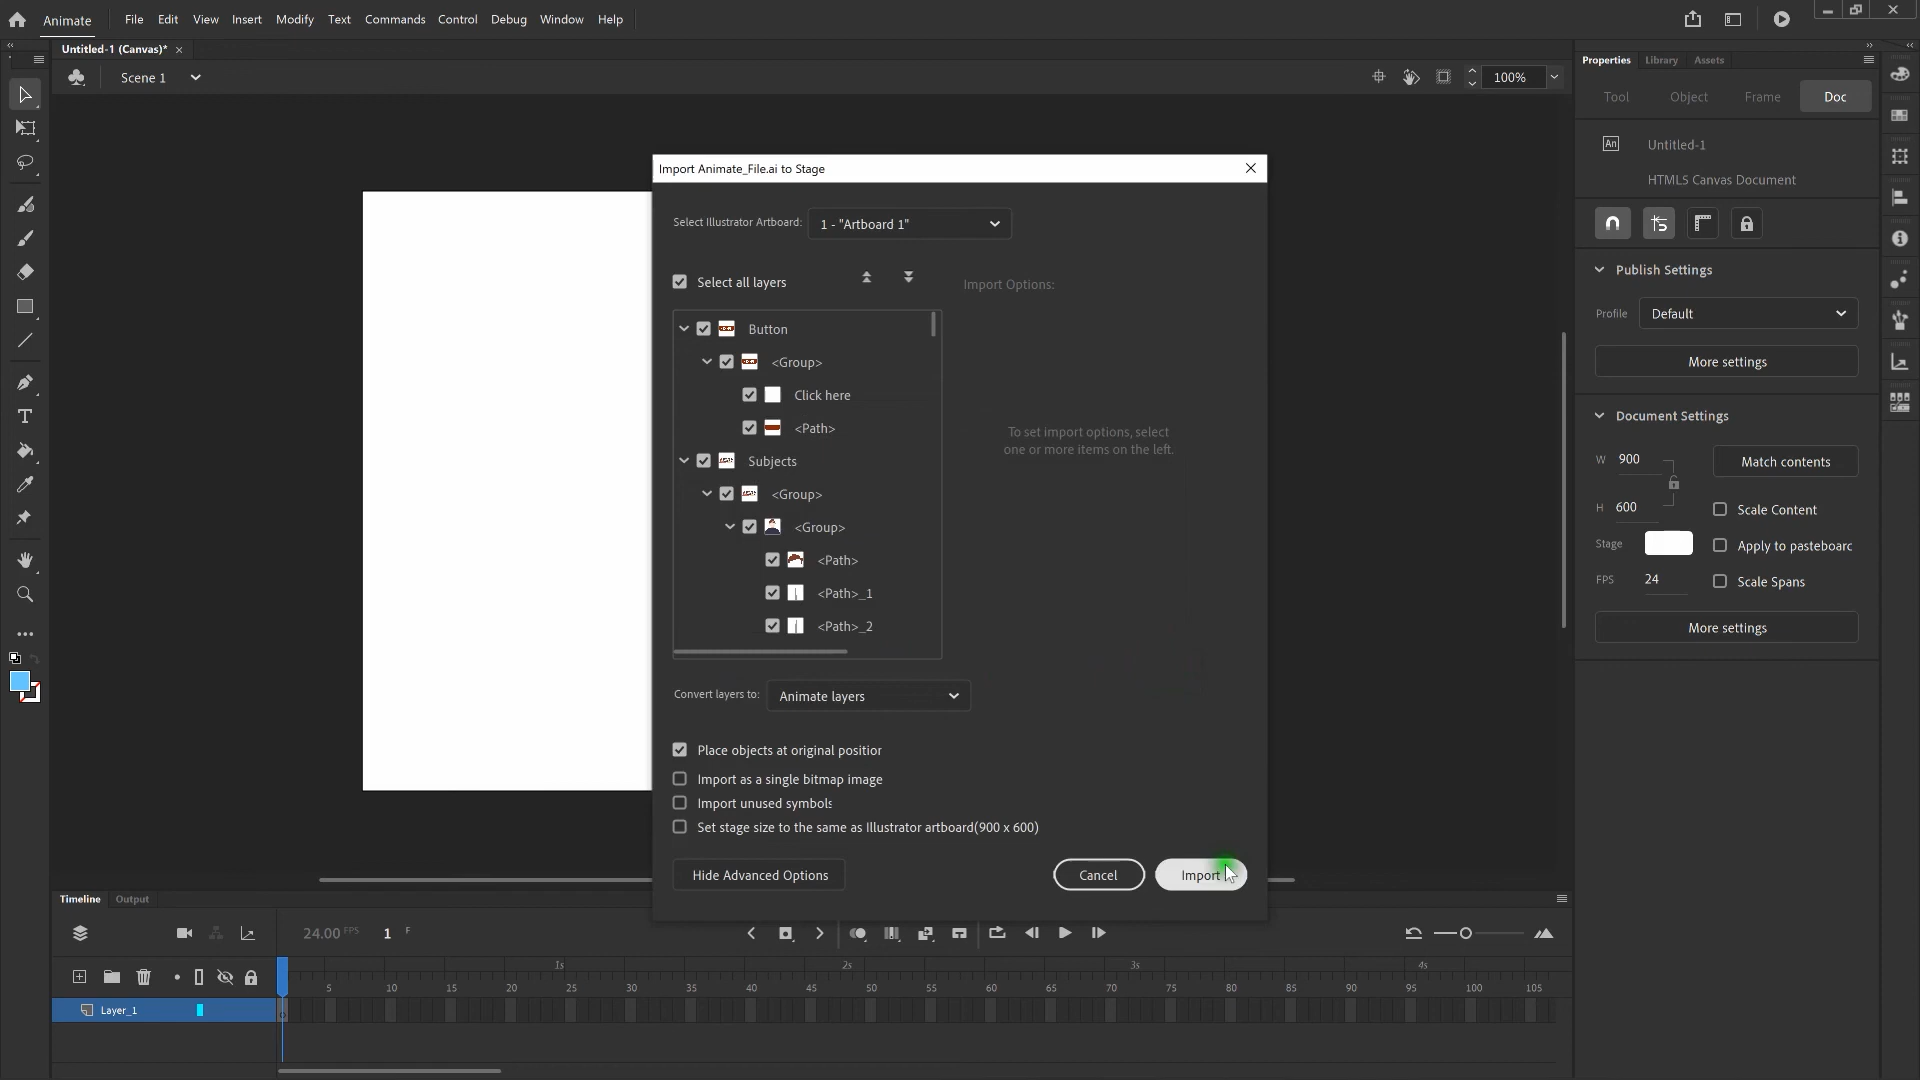 Animate File Edit View Insert Modify Text Commands Control Debug Window Help
Untitled-1 (Canvas)*
Scene 1 100%
Properties Library Assets
Tool Object Frame Doc
An Untitled-1
HTML5 Canvas Document
Publish Settings
Profile Default
More settings
Document Settings
W 900 Match contents
H 600 Scale Content
Stage Apply to pasteboarc
FPS 24 Scale Spans
More settings
Import Animate_File.ai to Stage
Select Illustrator Artboard: 1 - "Artboard 1"
Select all layers
Import Options:
Button
<Group>
Click here
<Path>
Subjects
<Group>
<Group>
<Path>
<Path>_1
<Path>_2
To set import options, select
one or more items on the left.
Convert layers to: Animate layers
Place objects at original positior
Import as a single bitmap image
Import unused symbols
Set stage size to the same as Illustrator artboard(900 x 600)
Hide Advanced Options Cancel Import
Timeline Output
24.00 FPS 1 F
1s 2s 3s 4s
5 10 15 20 25 30 35 40 45 50 55 60 65 70 75 80 85 90 95 100 105
Layer_1